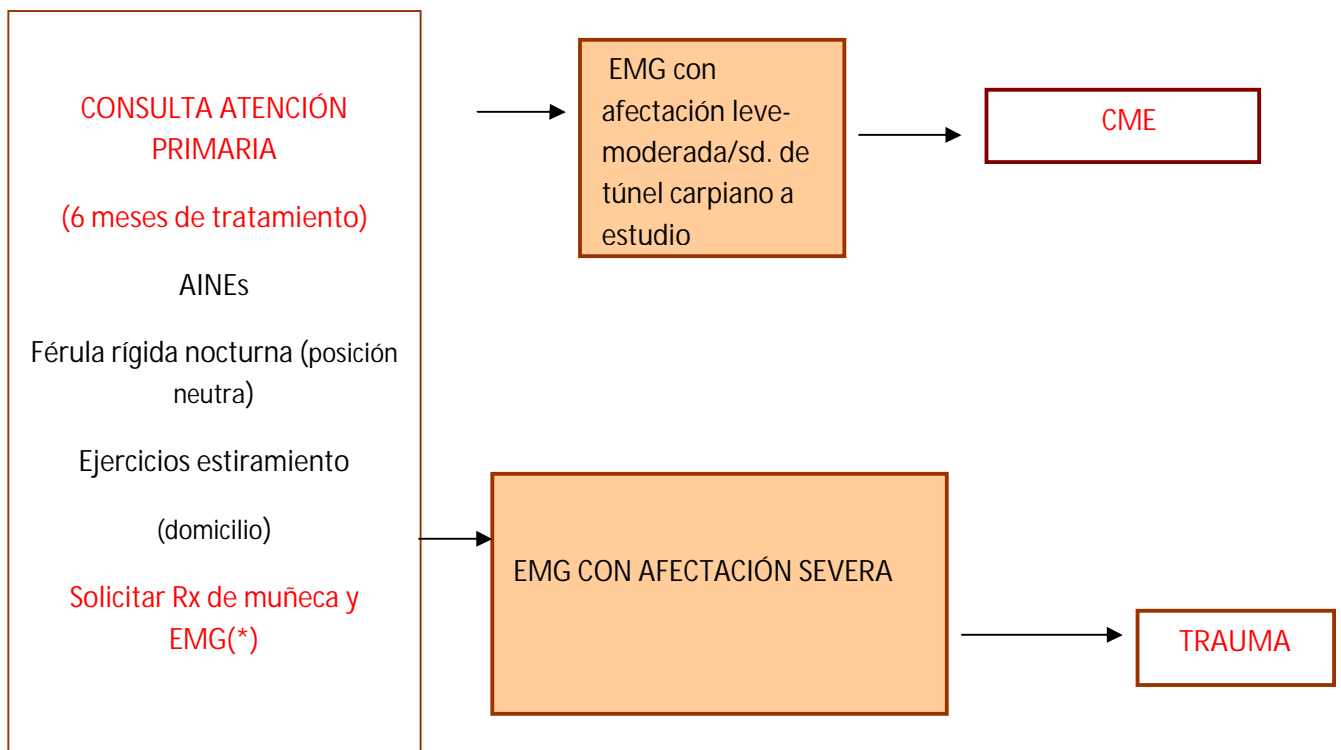 CONSULTA ATENCIÓN
PRIMARIA
(6 meses de tratamiento)
AINEs
Férula rígida nocturna (posición
neutra)
Ejercicios estiramiento
(domicilio)
Solicitar Rx de muñeca y
EMG(*)
EMG con
afectación leve-
moderada/sd. de
túnel carpiano a
estudio
CME
EMG CON AFECTACIÓN SEVERA
TRAUMA